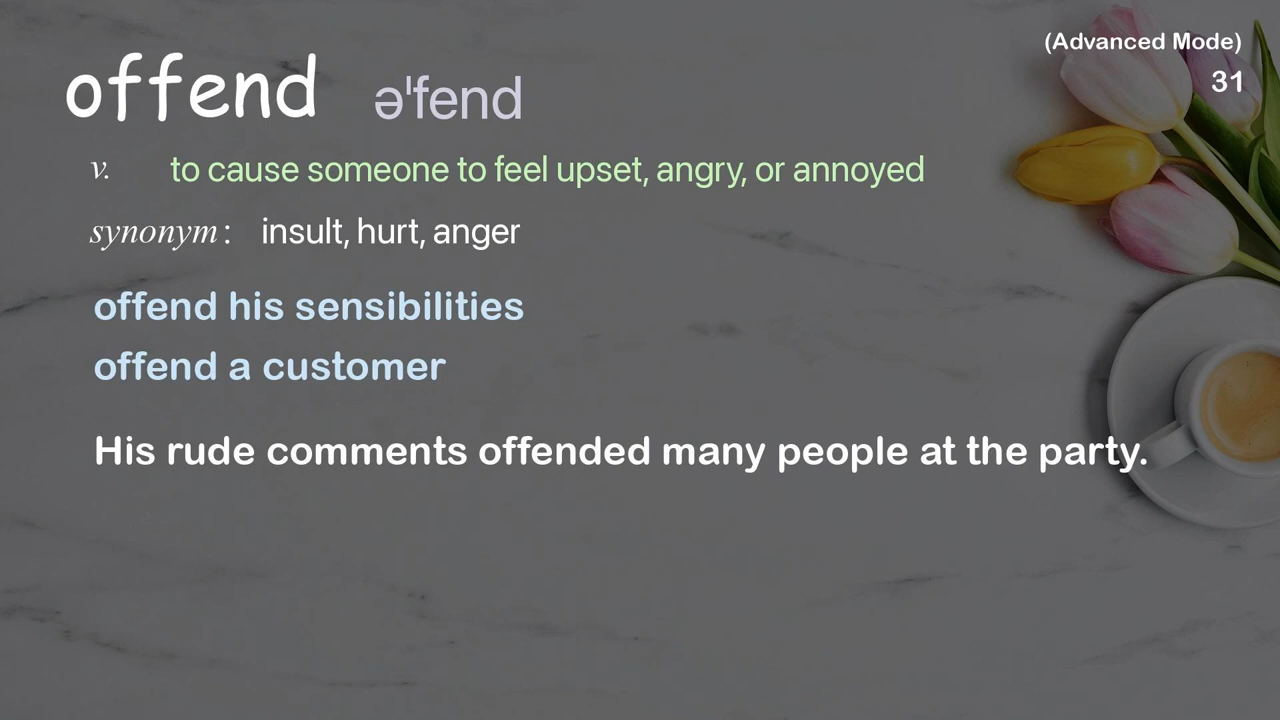 (Advanced Mode)
31
offend əˈfend
v. to cause someone to feel upset, angry, or annoyed
synonym: insult, hurt, anger
offend his sensibilities
offend a customer
His rude comments offended many people at the party.